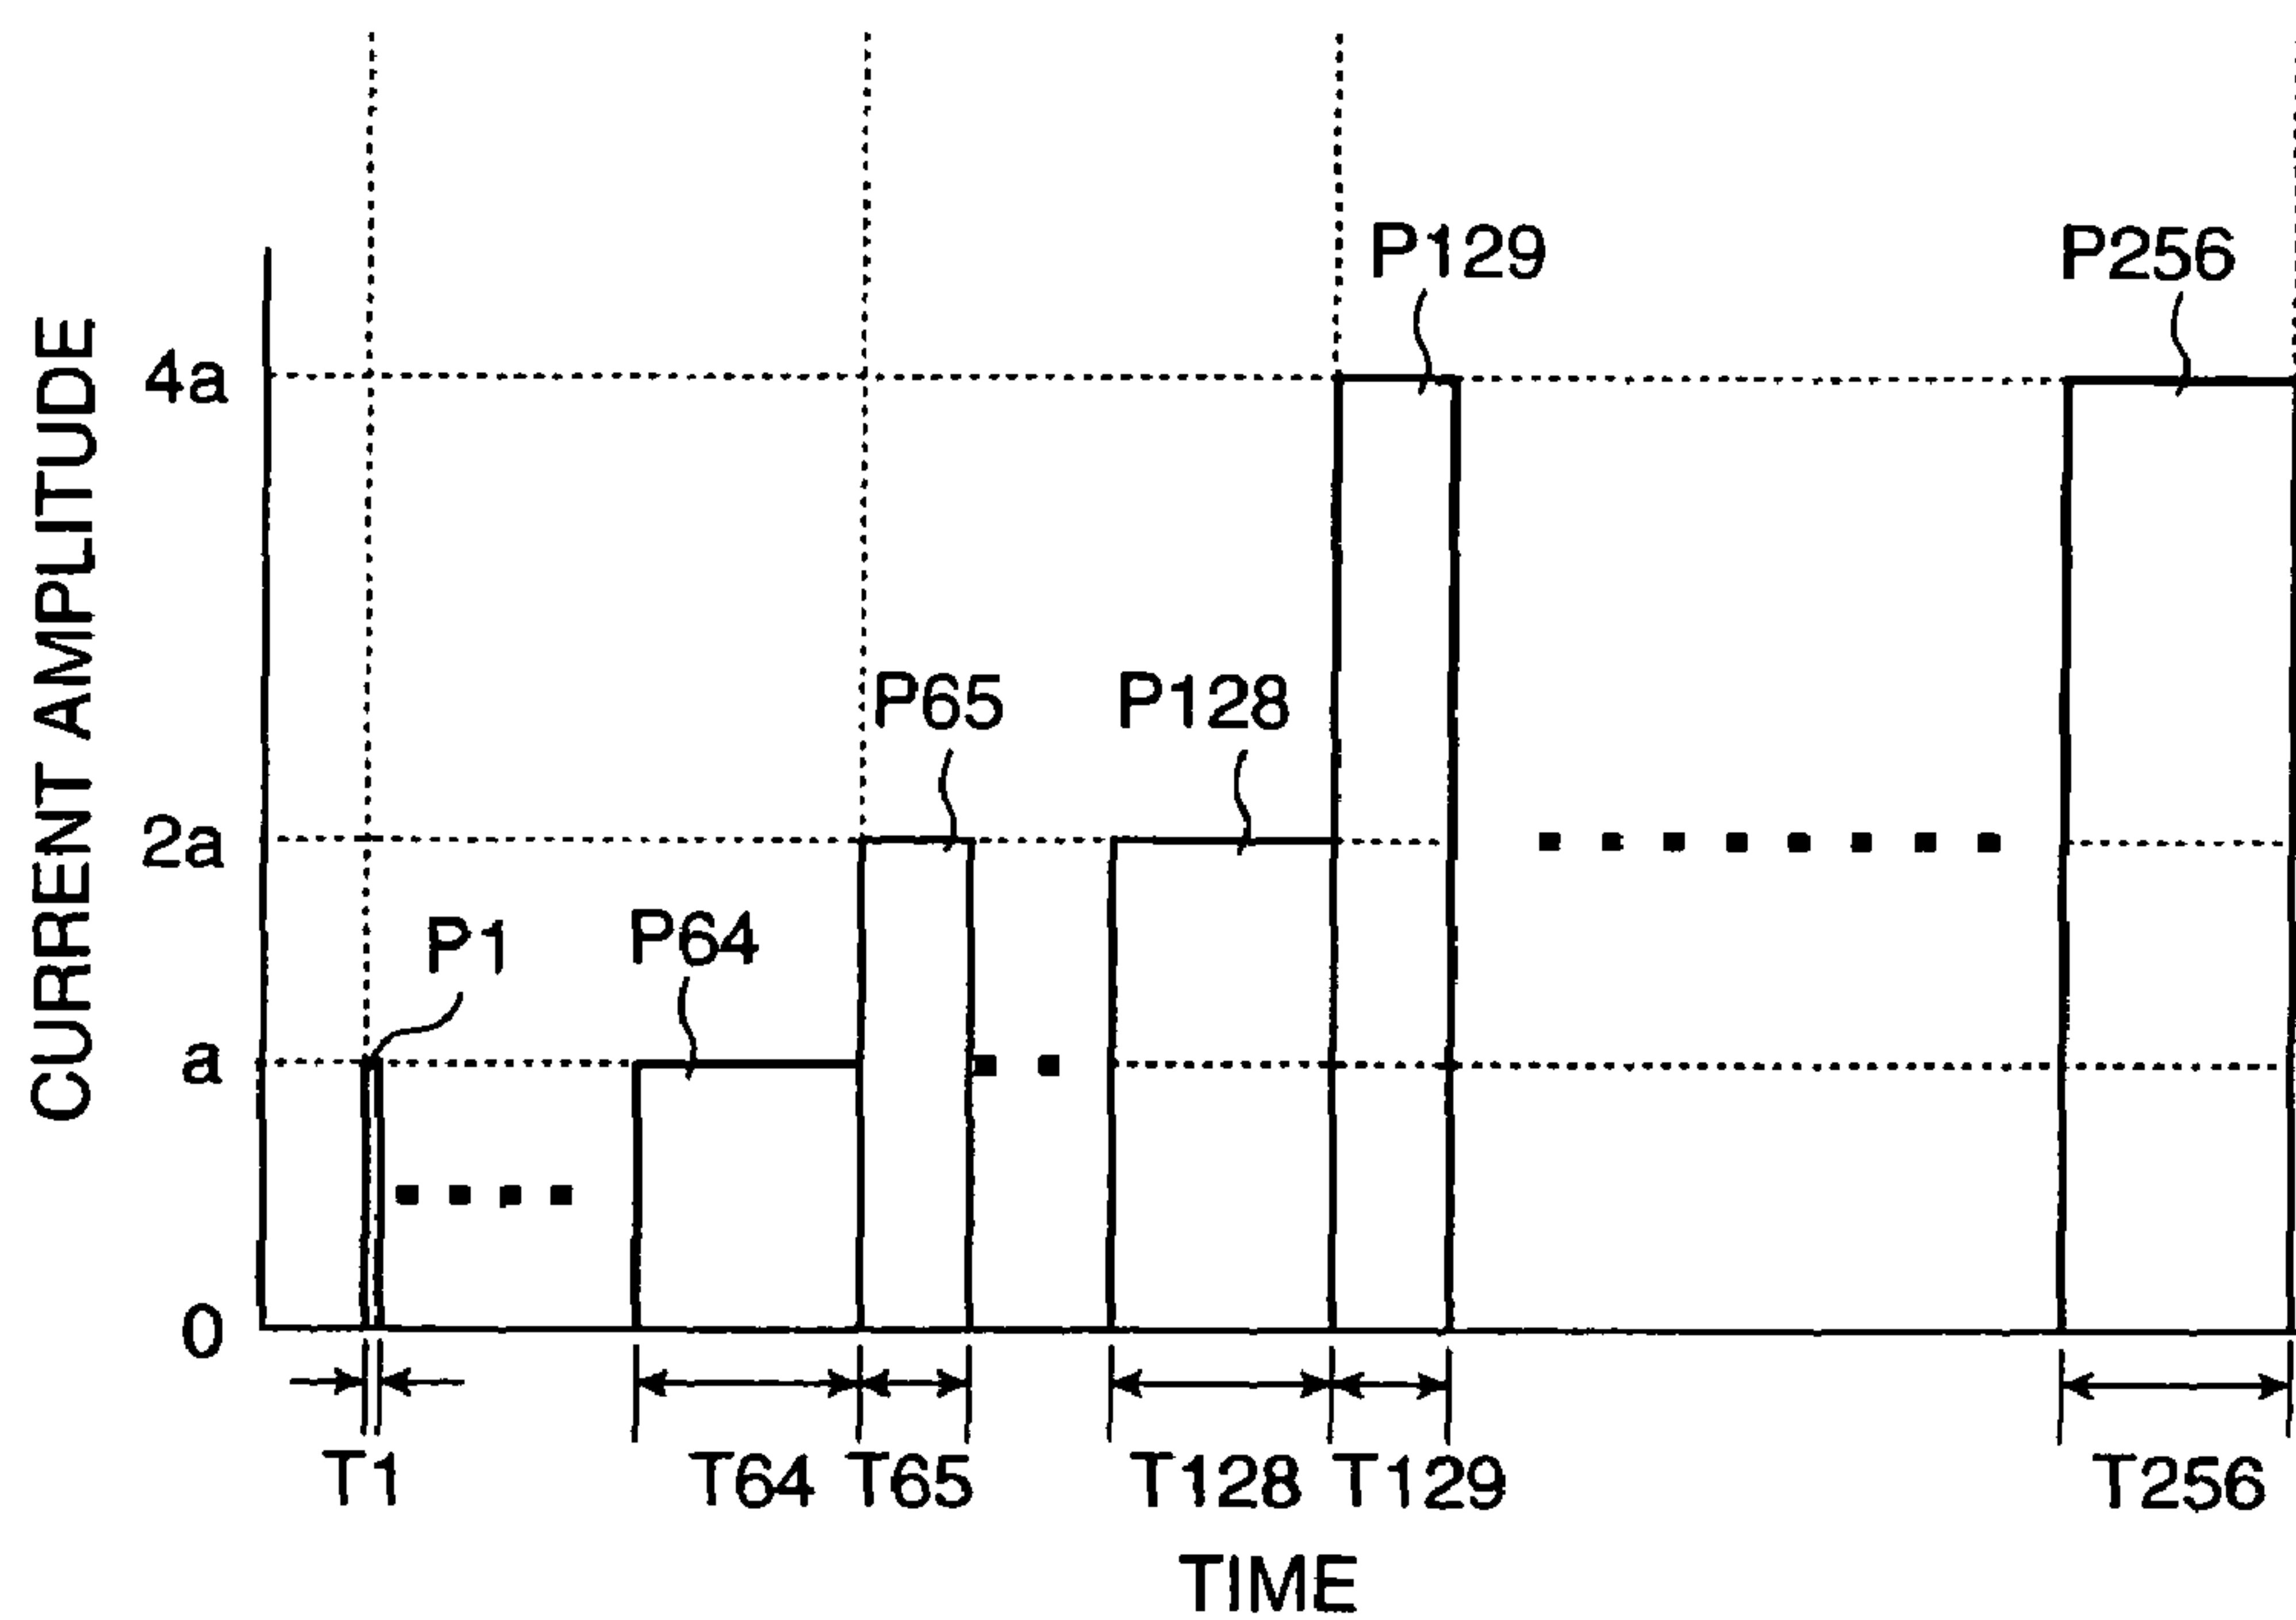 CURRENT AMPLITUDE
P129
P256
4a
P65
P128
2a
P1
P64
a
0
T1
T64
T65
T128
T129
T256
TIME